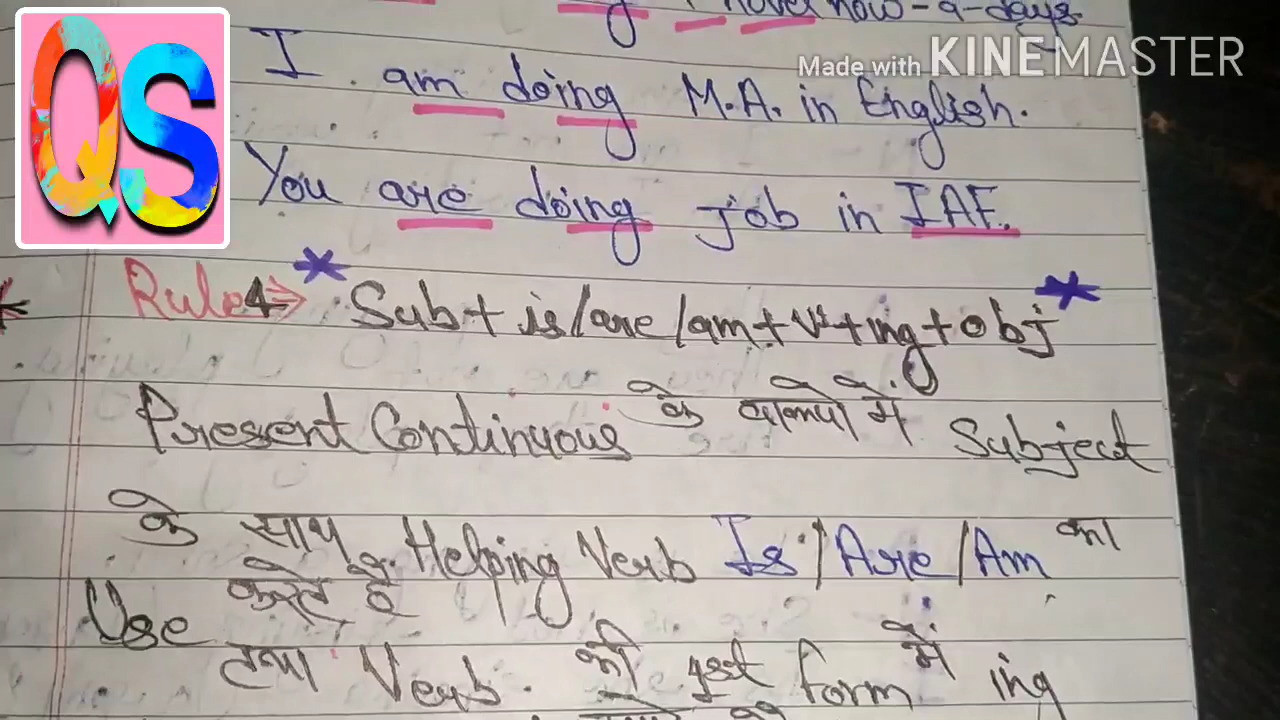 novel now-a-days
Made with KINEMASTER
QS
I am doing M.A. in English.
You are doing job in IAF.
Rule 4 → * Sub + is/are/am + V¹ + ing + obj *
Present Continuous के वाक्यो में Subject
के साथ Helping Verb Is/Are/Am का
Use करते है
तथा Verb की 1st form में ing